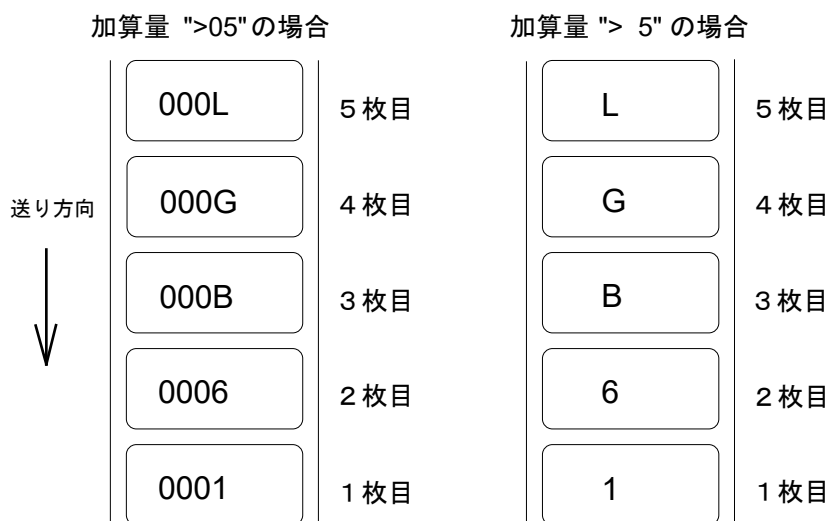 加算量 ">05"の場合
加算量 "> 5" の場合
000L
5枚目
L
5枚目
送り方向
000G
4枚目
G
4枚目
000B
3枚目
B
3枚目
0006
2枚目
6
2枚目
0001
1枚目
1
1枚目